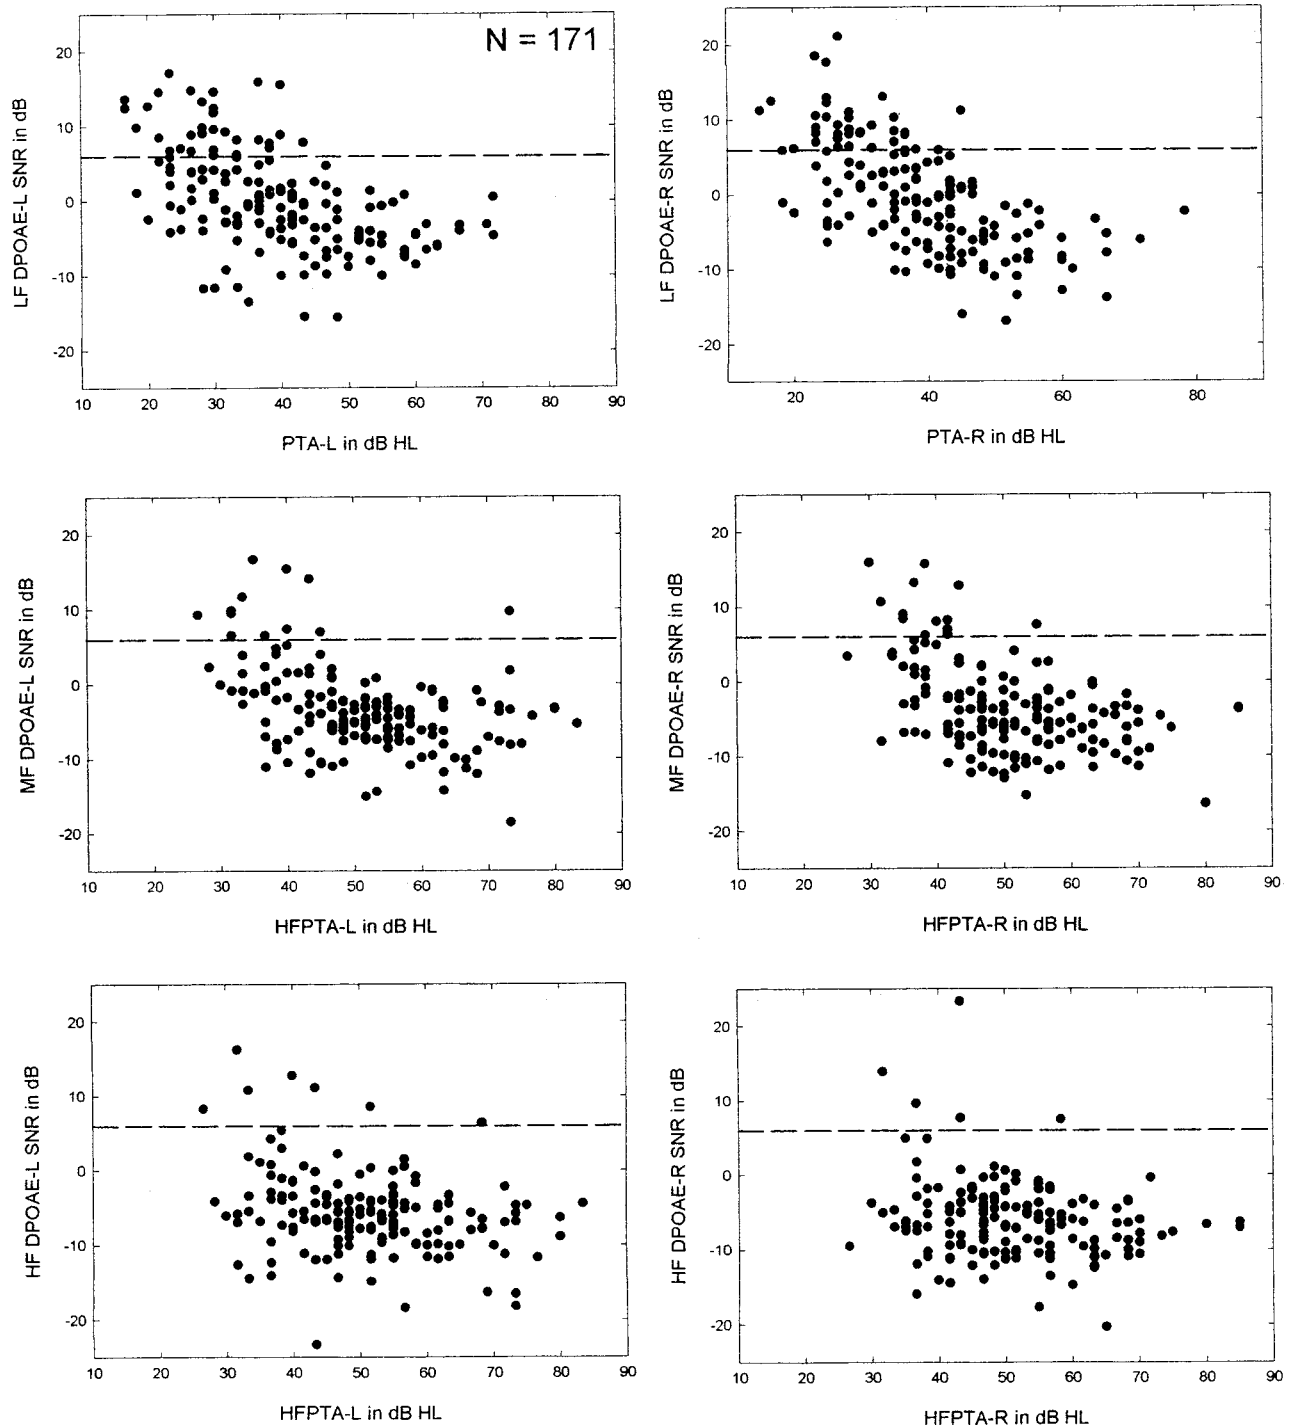 N = 171
LF DPOAE-L SNR in dB
20
10
0
-10
-20
10 20 30 40 50 60 70 80 90
PTA-L in dB HL
LF DPOAE-R SNR in dB
20
10
0
-10
-20
20 40 60 80
PTA-R in dB HL
MF DPOAE-L SNR in dB
20
10
0
-10
-20
10 20 30 40 50 60 70 80 90
HFPTA-L in dB HL
MF DPOAE-R SNR in dB
20
10
0
-10
-20
10 20 30 40 50 60 70 80 90
HFPTA-R in dB HL
HF DPOAE-L SNR in dB
20
10
0
-10
-20
10 20 30 40 50 60 70 80 90
HFPTA-L in dB HL
HF DPOAE-R SNR in dB
20
10
0
-10
-20
10 20 30 40 50 60 70 80 90
HFPTA-R in dB HL